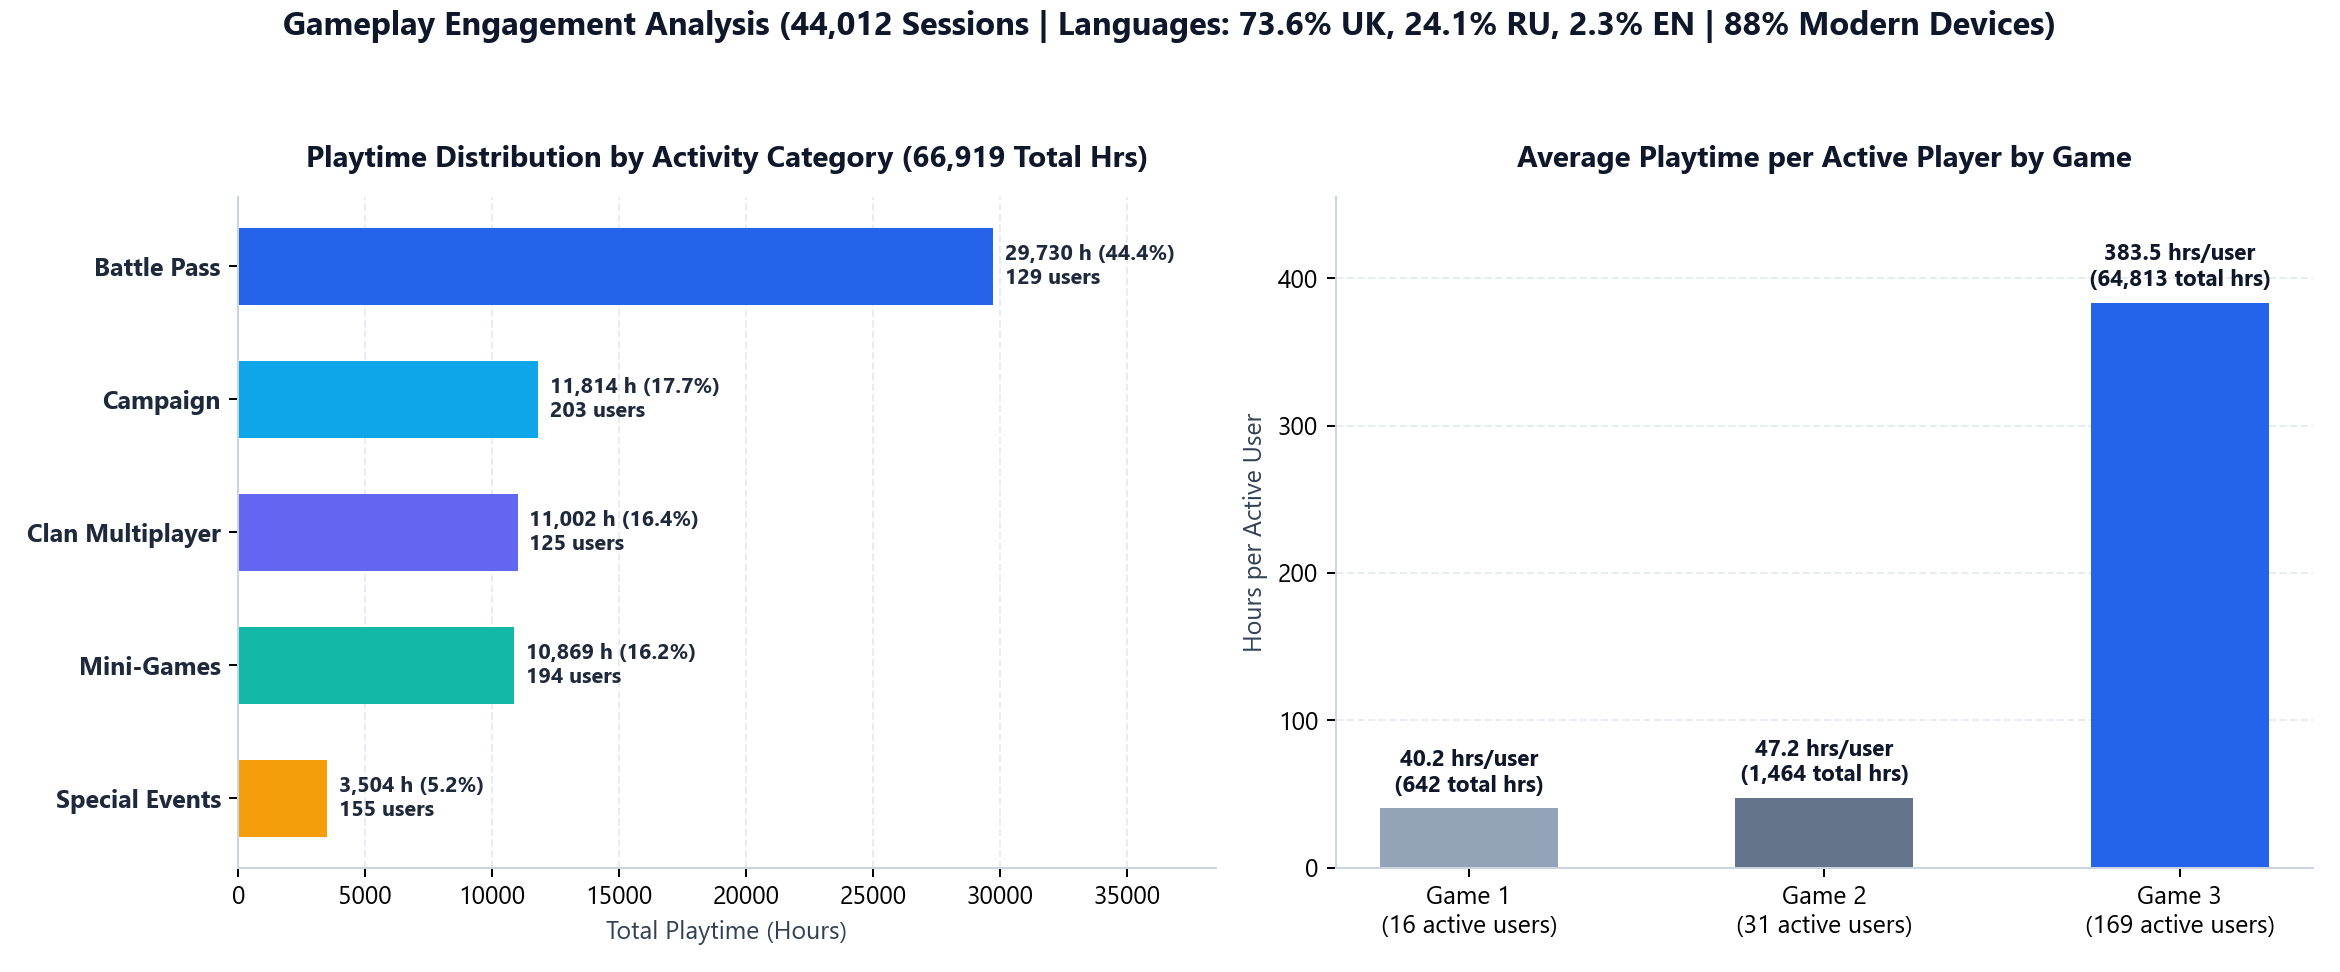 Gameplay Engagement Analysis (44,012 Sessions | Languages: 73.6% UK, 24.1% RU, 2.3% EN | 88% Modern Devices)
Playtime Distribution by Activity Category (66,919 Total Hrs)
Battle Pass
29,730 h (44.4%)
129 users
Campaign
11,814 h (17.7%)
203 users
Clan Multiplayer
11,002 h (16.4%)
125 users
Mini-Games
10,869 h (16.2%)
194 users
Special Events
3,504 h (5.2%)
155 users
0 5000 10000 15000 20000 25000 30000 35000
Total Playtime (Hours)
Average Playtime per Active Player by Game
Hours per Active User
400
300
200
100
0
40.2 hrs/user
(642 total hrs)
47.2 hrs/user
(1,464 total hrs)
383.5 hrs/user
(64,813 total hrs)
Game 1
(16 active users)
Game 2
(31 active users)
Game 3
(169 active users)